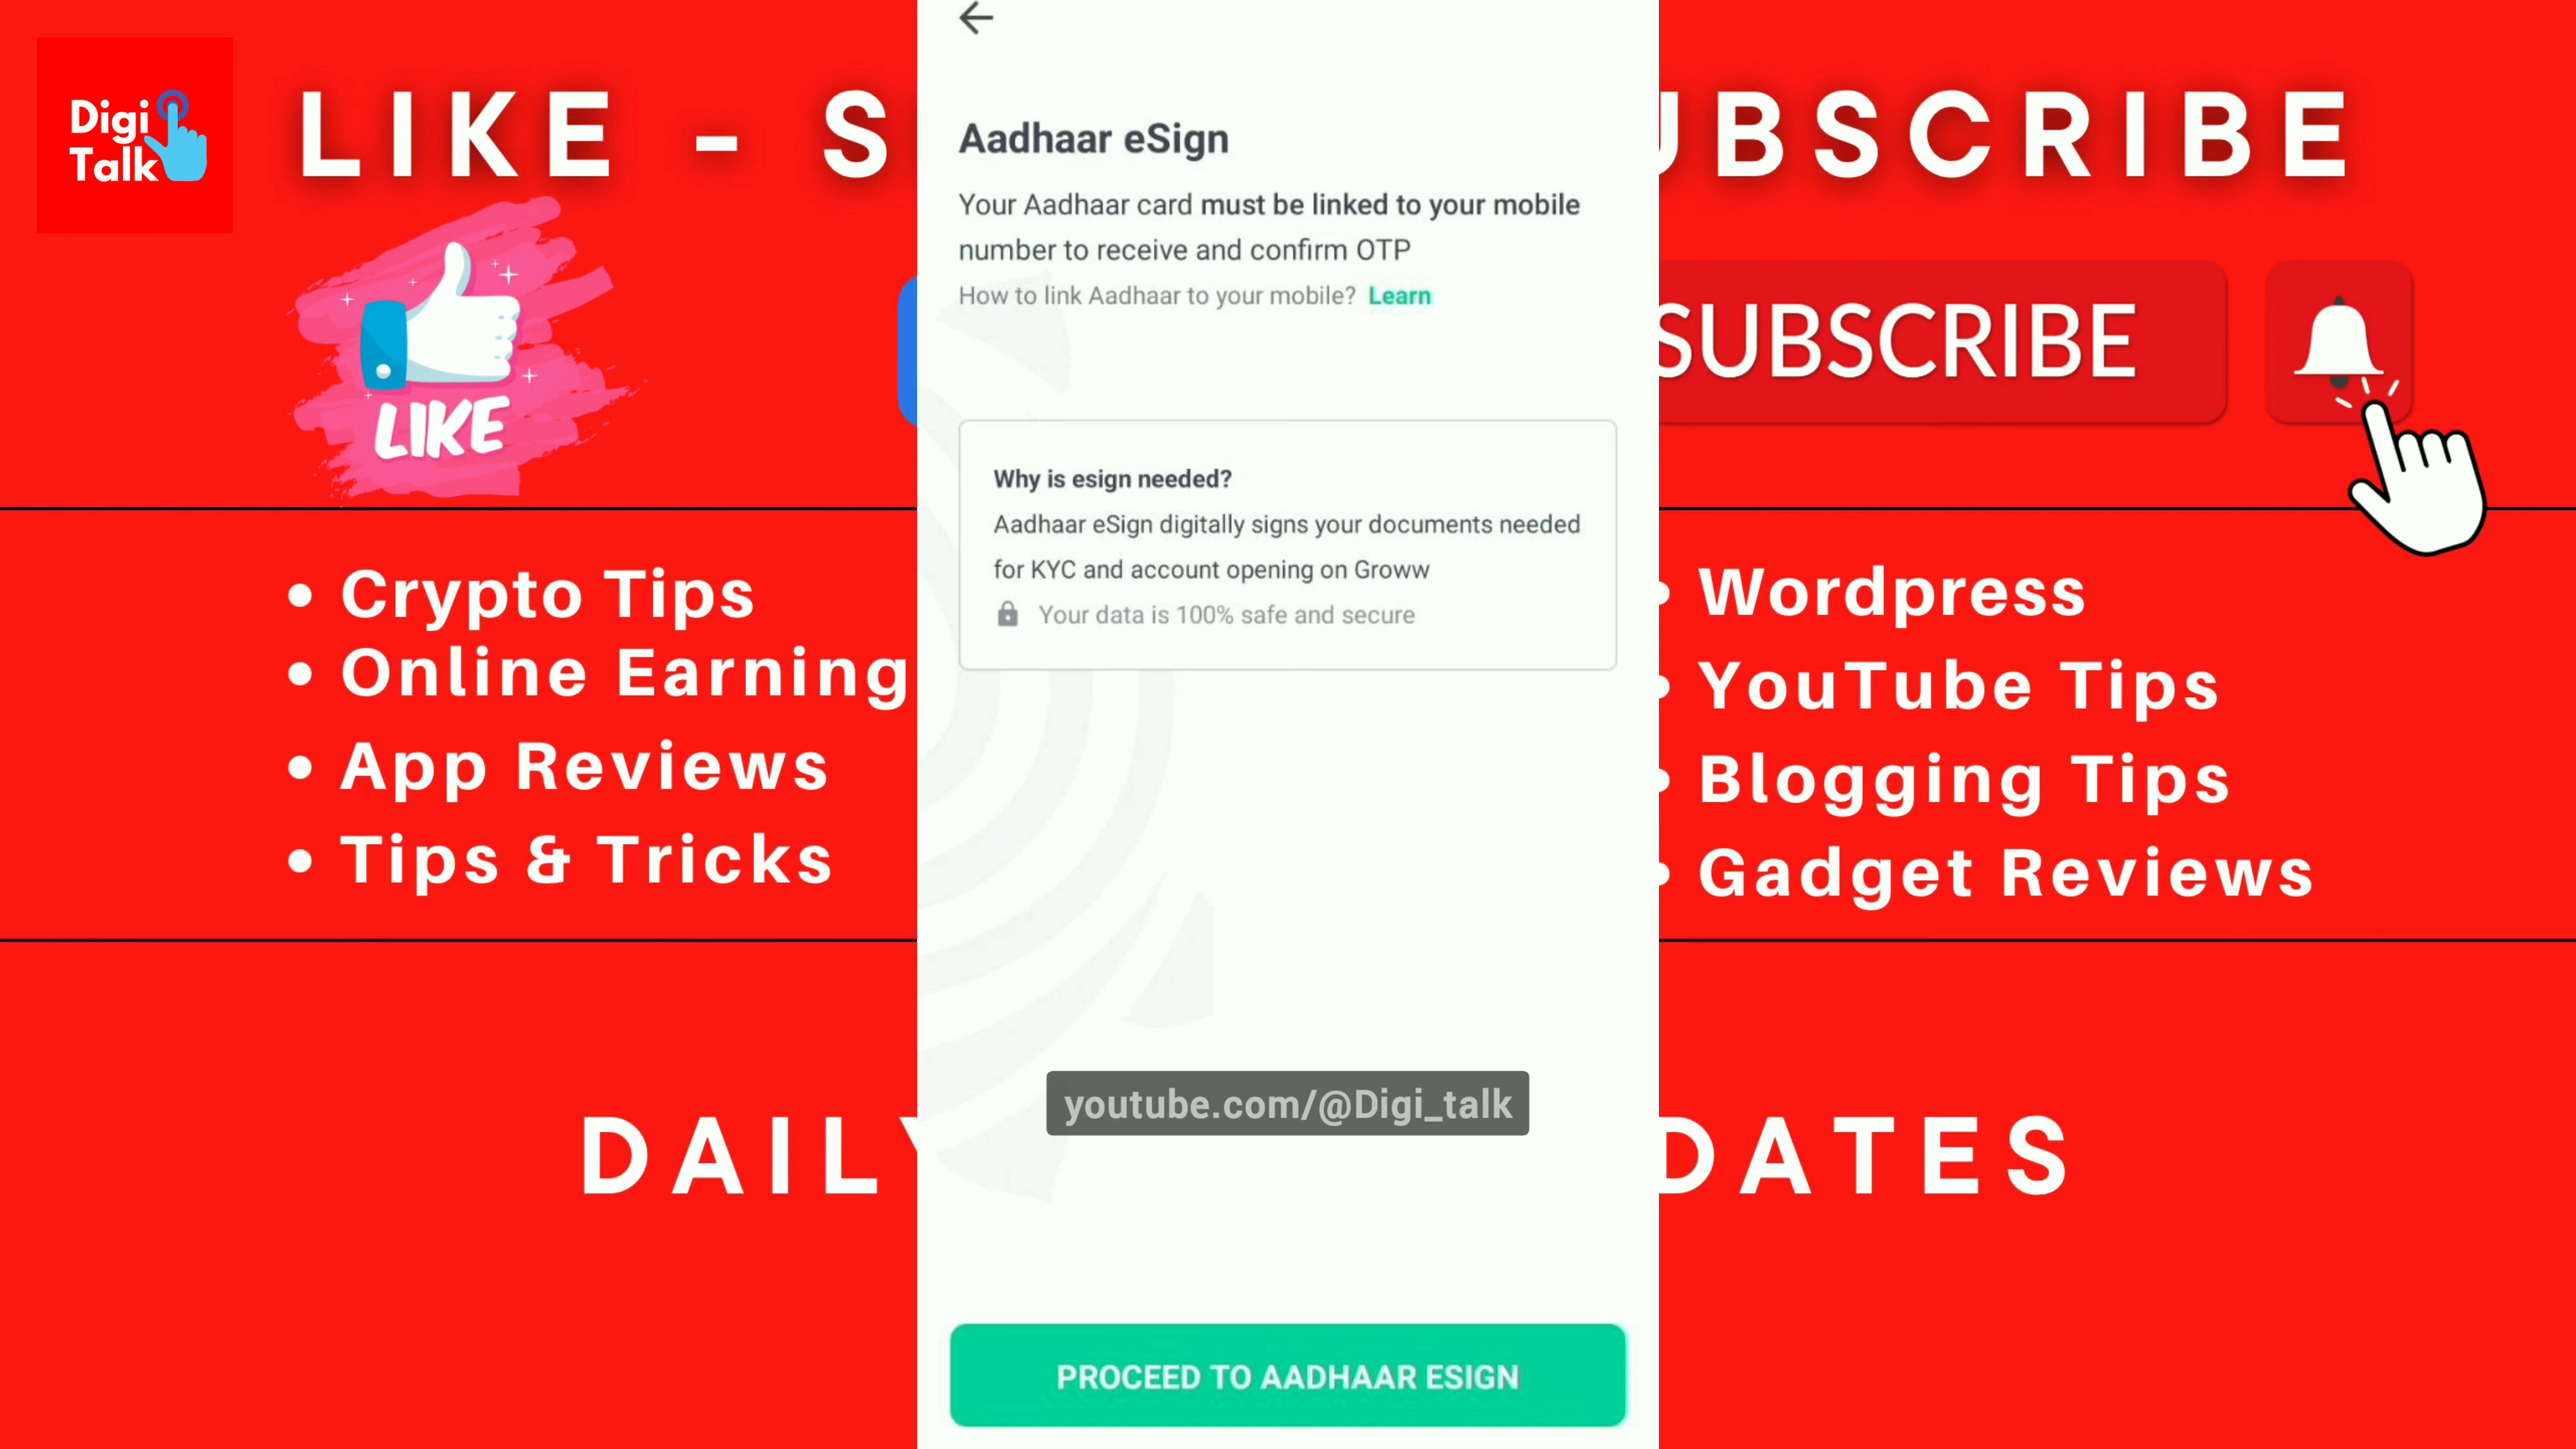 Digi
Talk
LIKE - S
UBSCRIBE
LIKE
SUBSCRIBE
• Crypto Tips
• Online Earning
• App Reviews
• Tips & Tricks
←
Aadhaar eSign
Your Aadhaar card must be linked to your mobile
number to receive and confirm OTP
How to link Aadhaar to your mobile? Learn
Why is esign needed?
Aadhaar eSign digitally signs your documents needed
for KYC and account opening on Groww
Your data is 100% safe and secure
youtube.com/@Digi_talk
PROCEED TO AADHAAR ESIGN
• Wordpress
• YouTube Tips
• Blogging Tips
• Gadget Reviews
DAILY
DATES